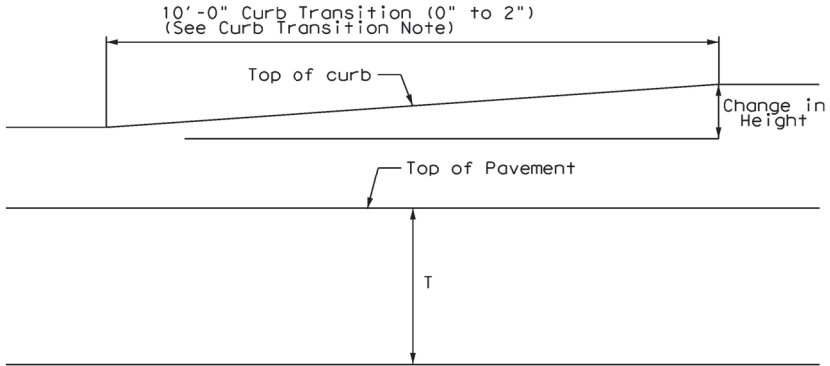 10'-0" Curb Transition (0" to 2")
(See Curb Transition Note)
Top of curb
Change in
Height
Top of Pavement
T